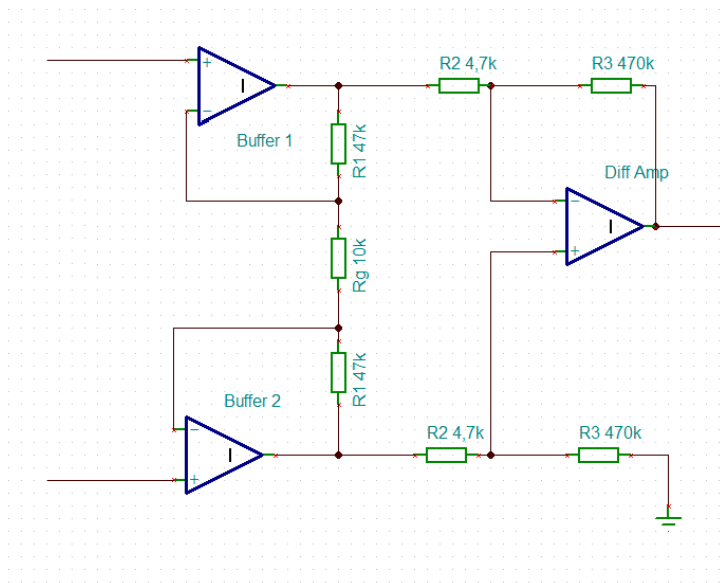 R2 4,7k
R3 470k
+
I
−
Buffer 1
R1 47k
Diff Amp
−
I
+
Rg 10k
R1 47k
Buffer 2
−
I
+
R2 4,7k
R3 470k